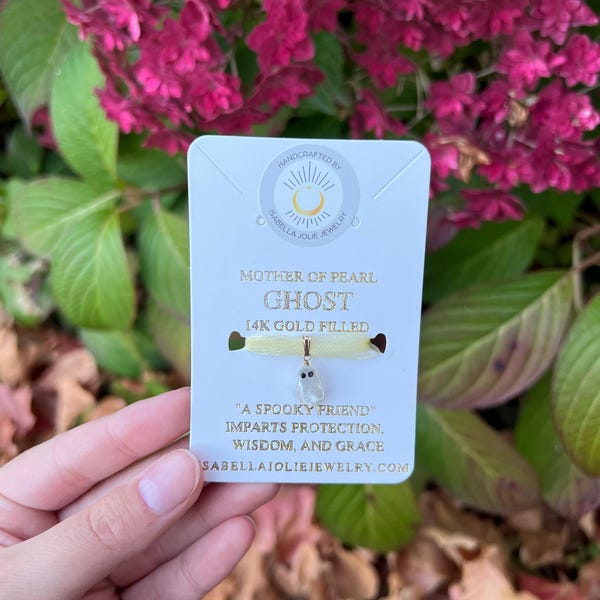 HANDCRAFTED BY
ISABELLA JOLIE JEWELRY
MOTHER OF PEARL
GHOST
14K GOLD FILLED
"A SPOOKY FRIEND"
IMPARTS PROTECTION,
WISDOM, AND GRACE
SABELLAJOLIEJEWELRY.COM